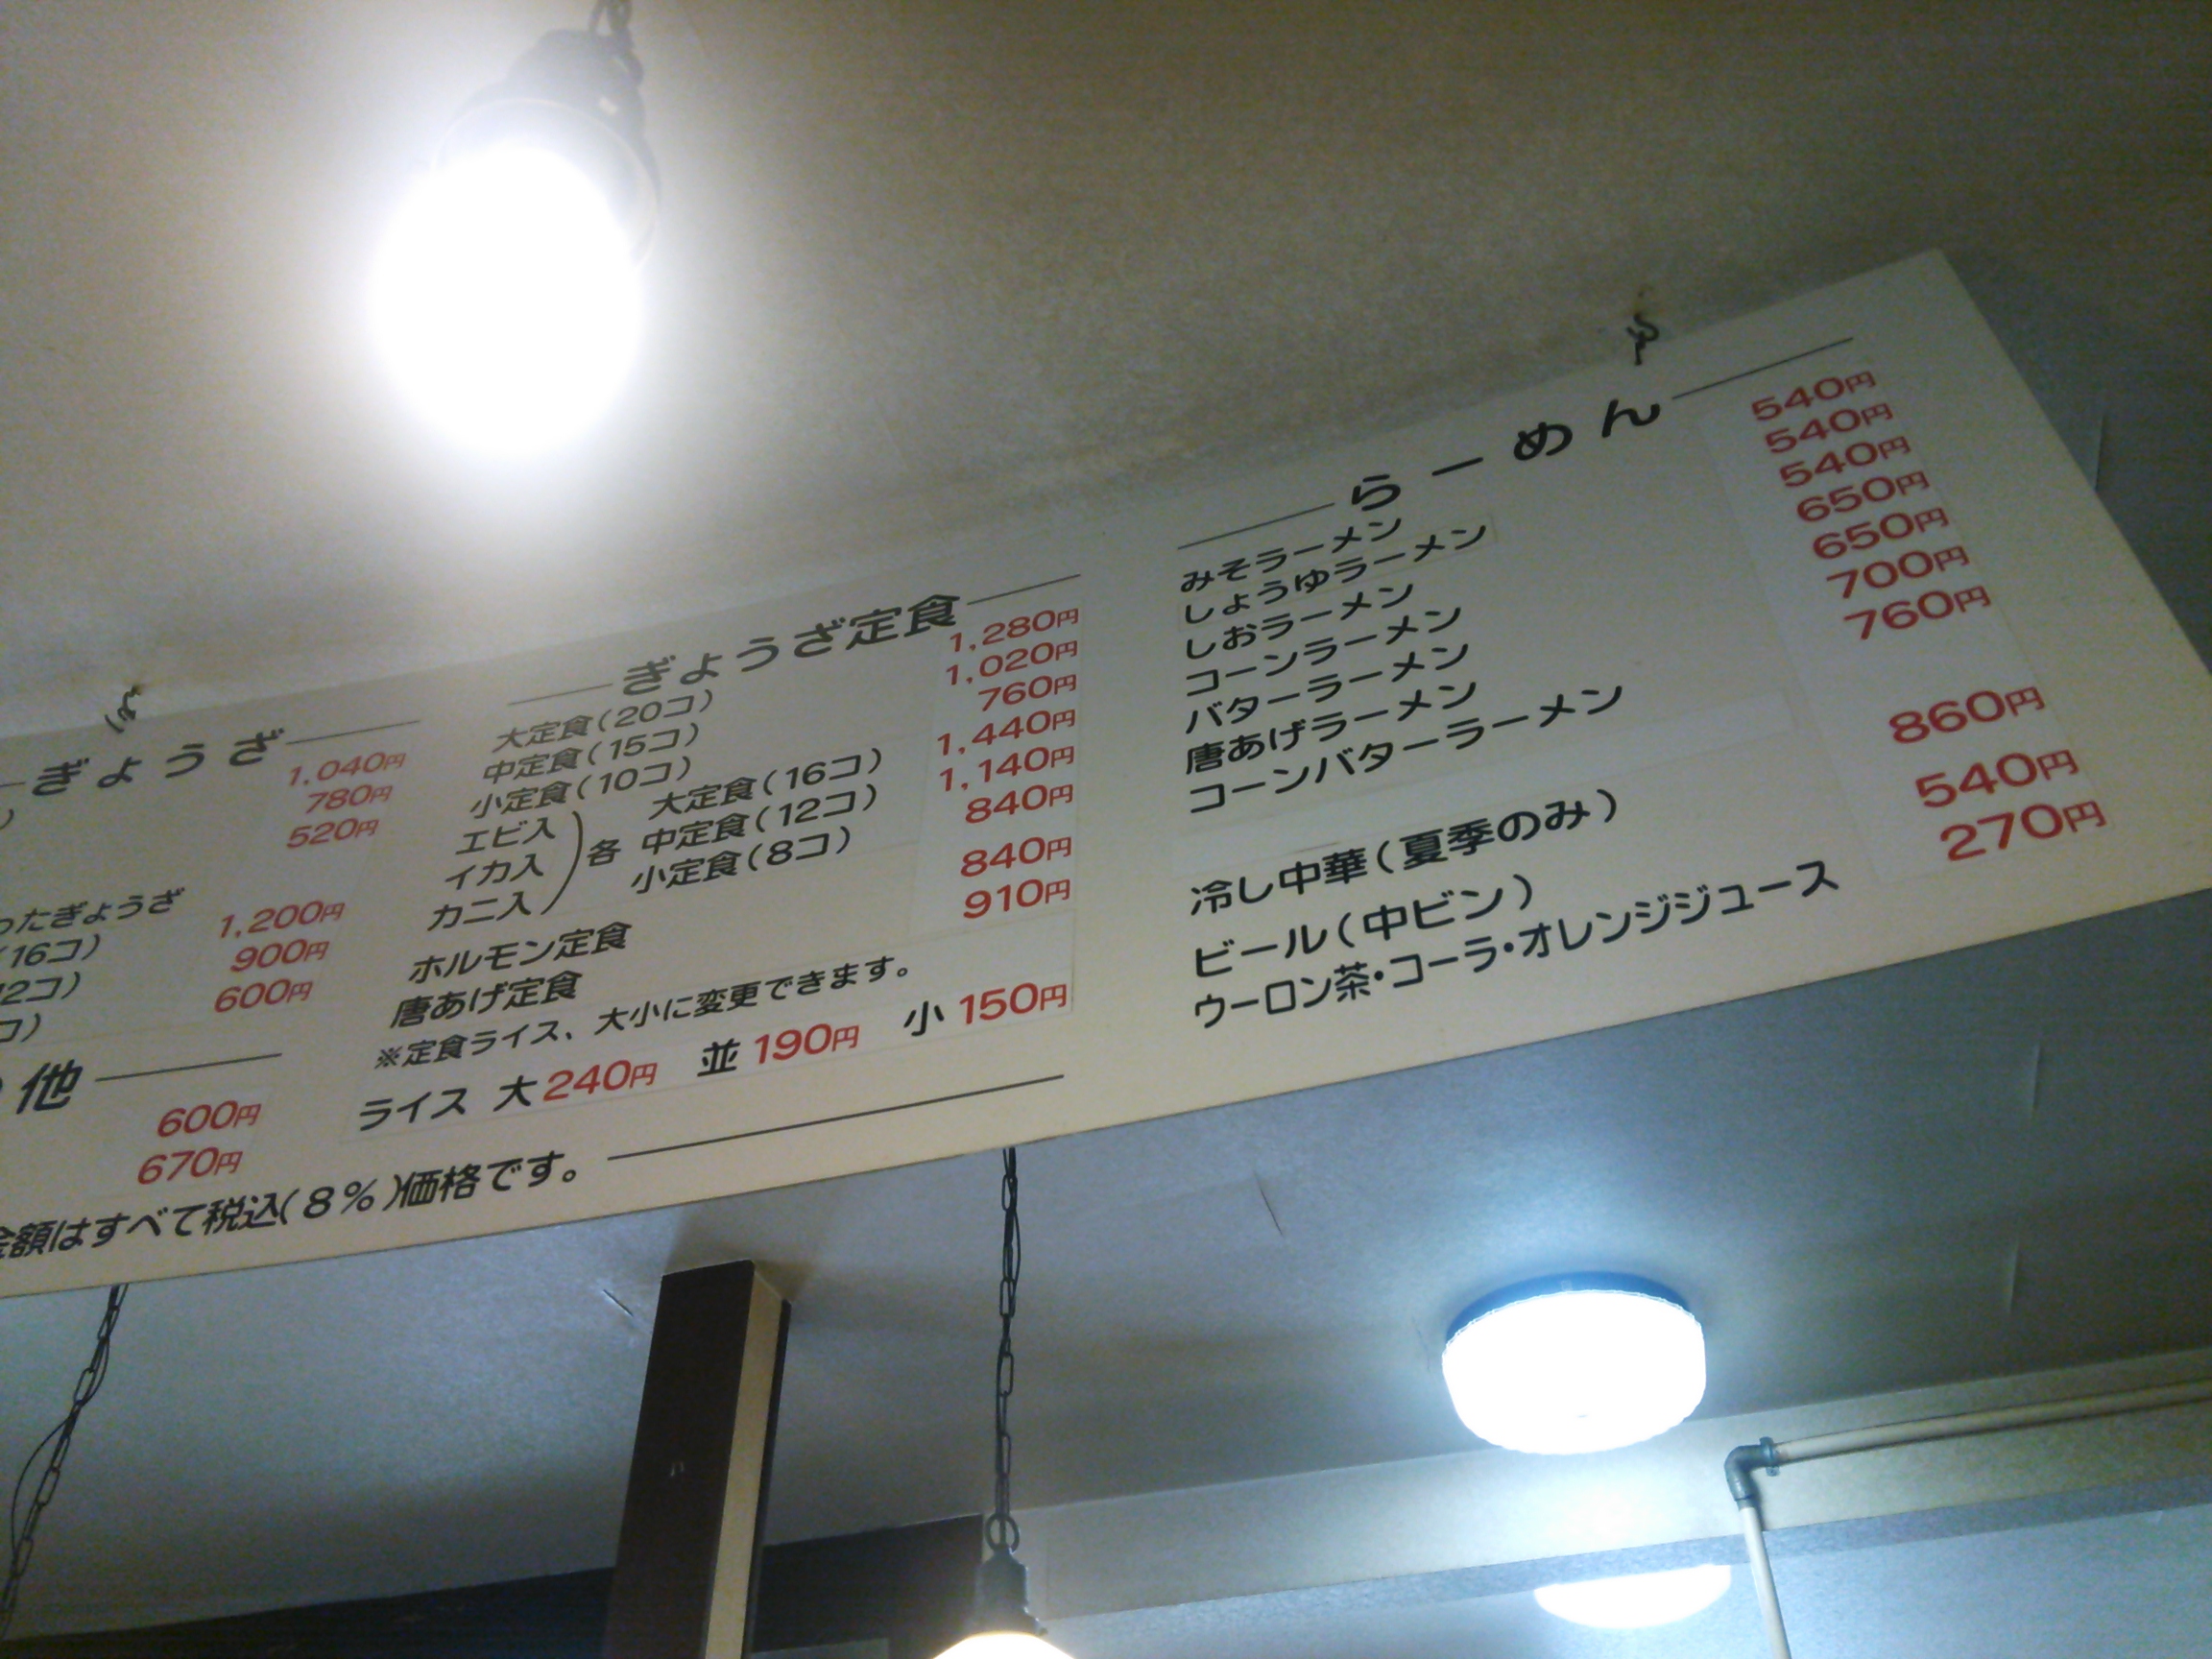 ぎょうざ
)
1,040円
780円
520円
ったぎょうざ
(16コ) 1,200円
2コ) 900円
コ) 600円
他
600円
670円
金額はすべて税込(8%)価格です。
ぎょうざ定食
大定食(20コ) 1,280円
中定食(15コ) 1,020円
小定食(10コ) 760円
エビ入
イカ入
カニ入
各
大定食(16コ) 1,440円
中定食(12コ) 1,140円
小定食(8コ) 840円
ホルモン定食 840円
唐あげ定食 910円
※定食ライス、大小に変更できます。
ライス 大 240円 並 190円 小 150円
らーめん
みそラーメン 540円
しょうゆラーメン 540円
しおラーメン 540円
コーンラーメン 650円
バターラーメン 650円
唐あげラーメン 700円
コーンバターラーメン 760円
冷し中華(夏季のみ) 860円
ビール(中ビン) 540円
ウーロン茶・コーラ・オレンジジュース 270円